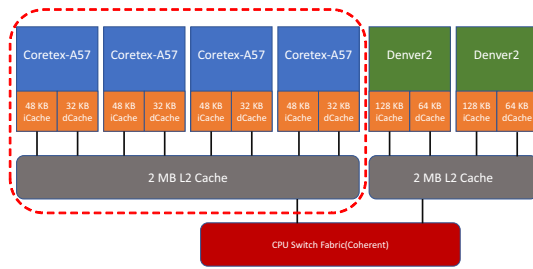 Coretex-A57 Coretex-A57 Coretex-A57 Coretex-A57 Denver2 Denver2
48 KB 32 KB 48 KB 32 KB 48 KB 32 KB 48 KB 32 KB 128 KB 64 KB 128 KB 64 KB
iCache dCache iCache dCache iCache dCache iCache dCache iCache dCache iCache dCache
2 MB L2 Cache 2 MB L2 Cache
CPU Switch Fabric(Coherent)